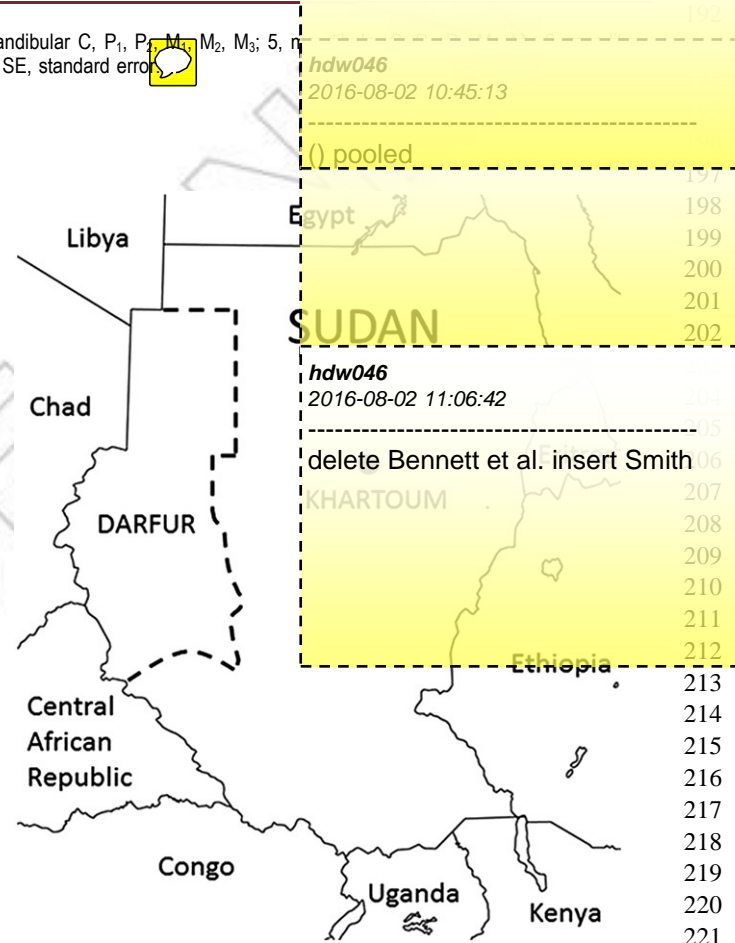 andibular C, P₁, P₂, M₁, M₂, M₃; 5, m
SE, standard error.
hdw046
2016-08-02 10:45:13
--------------------------------------------
() pooled
Libya
Egypt
SUDAN
Chad
hdw046
2016-08-02 11:06:42
--------------------------------------------
delete Bennett et al. insert Smith
KHARTOUM
DARFUR
Ethiopia
Central
African
Republic
Congo
Uganda
Kenya
192
197
198
199
200
201
202
204
205
206
207
208
209
210
211
212
213
214
215
216
217
218
219
220
221